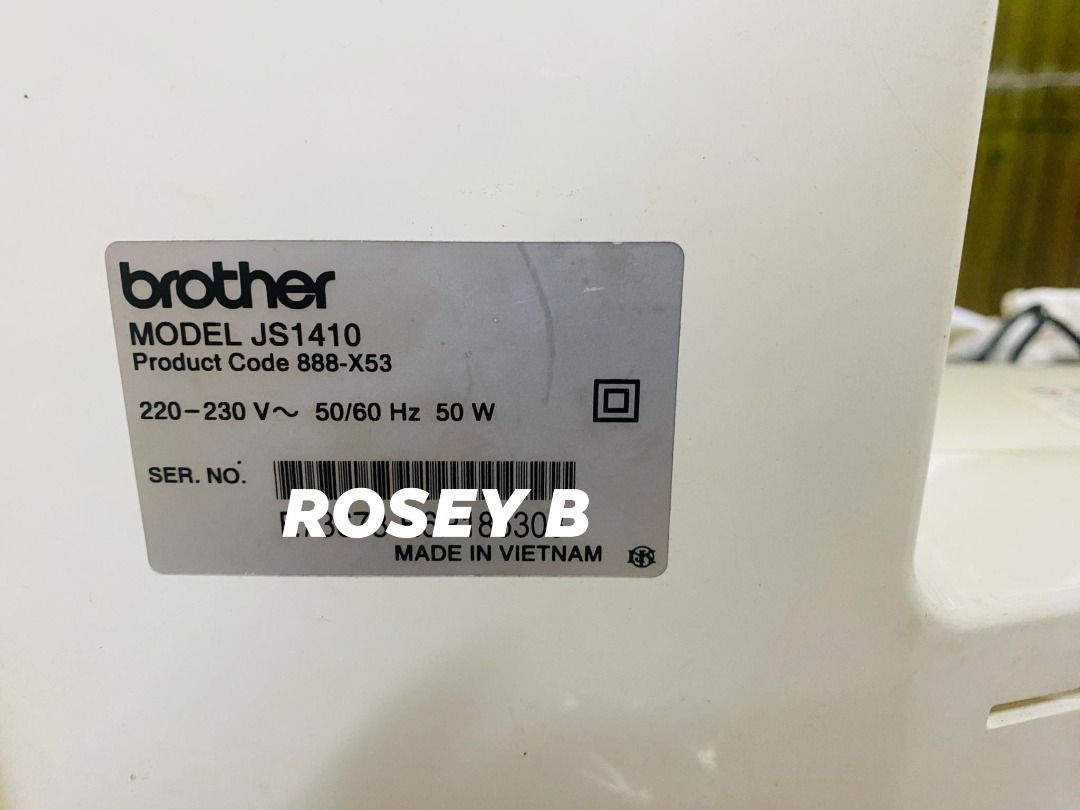 brother
MODEL JS1410
Product Code 888-X53
220-230 V～ 50/60 Hz 50 W
SER. NO.
ROSEY B
MADE IN VIETNAM